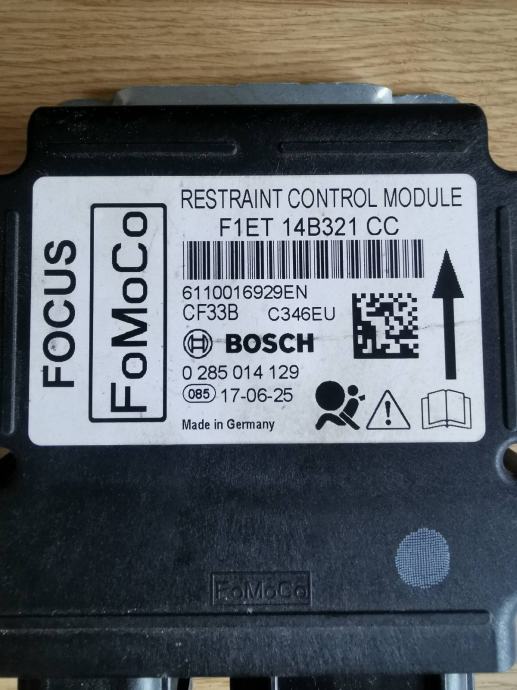 FOCUS
FoMoCo
RESTRAINT CONTROL MODULE
F1ET 14B321 CC
6110016929EN
CF33B C346EU
BOSCH
0 285 014 129
085 17-06-25
Made in Germany
FoMoCo